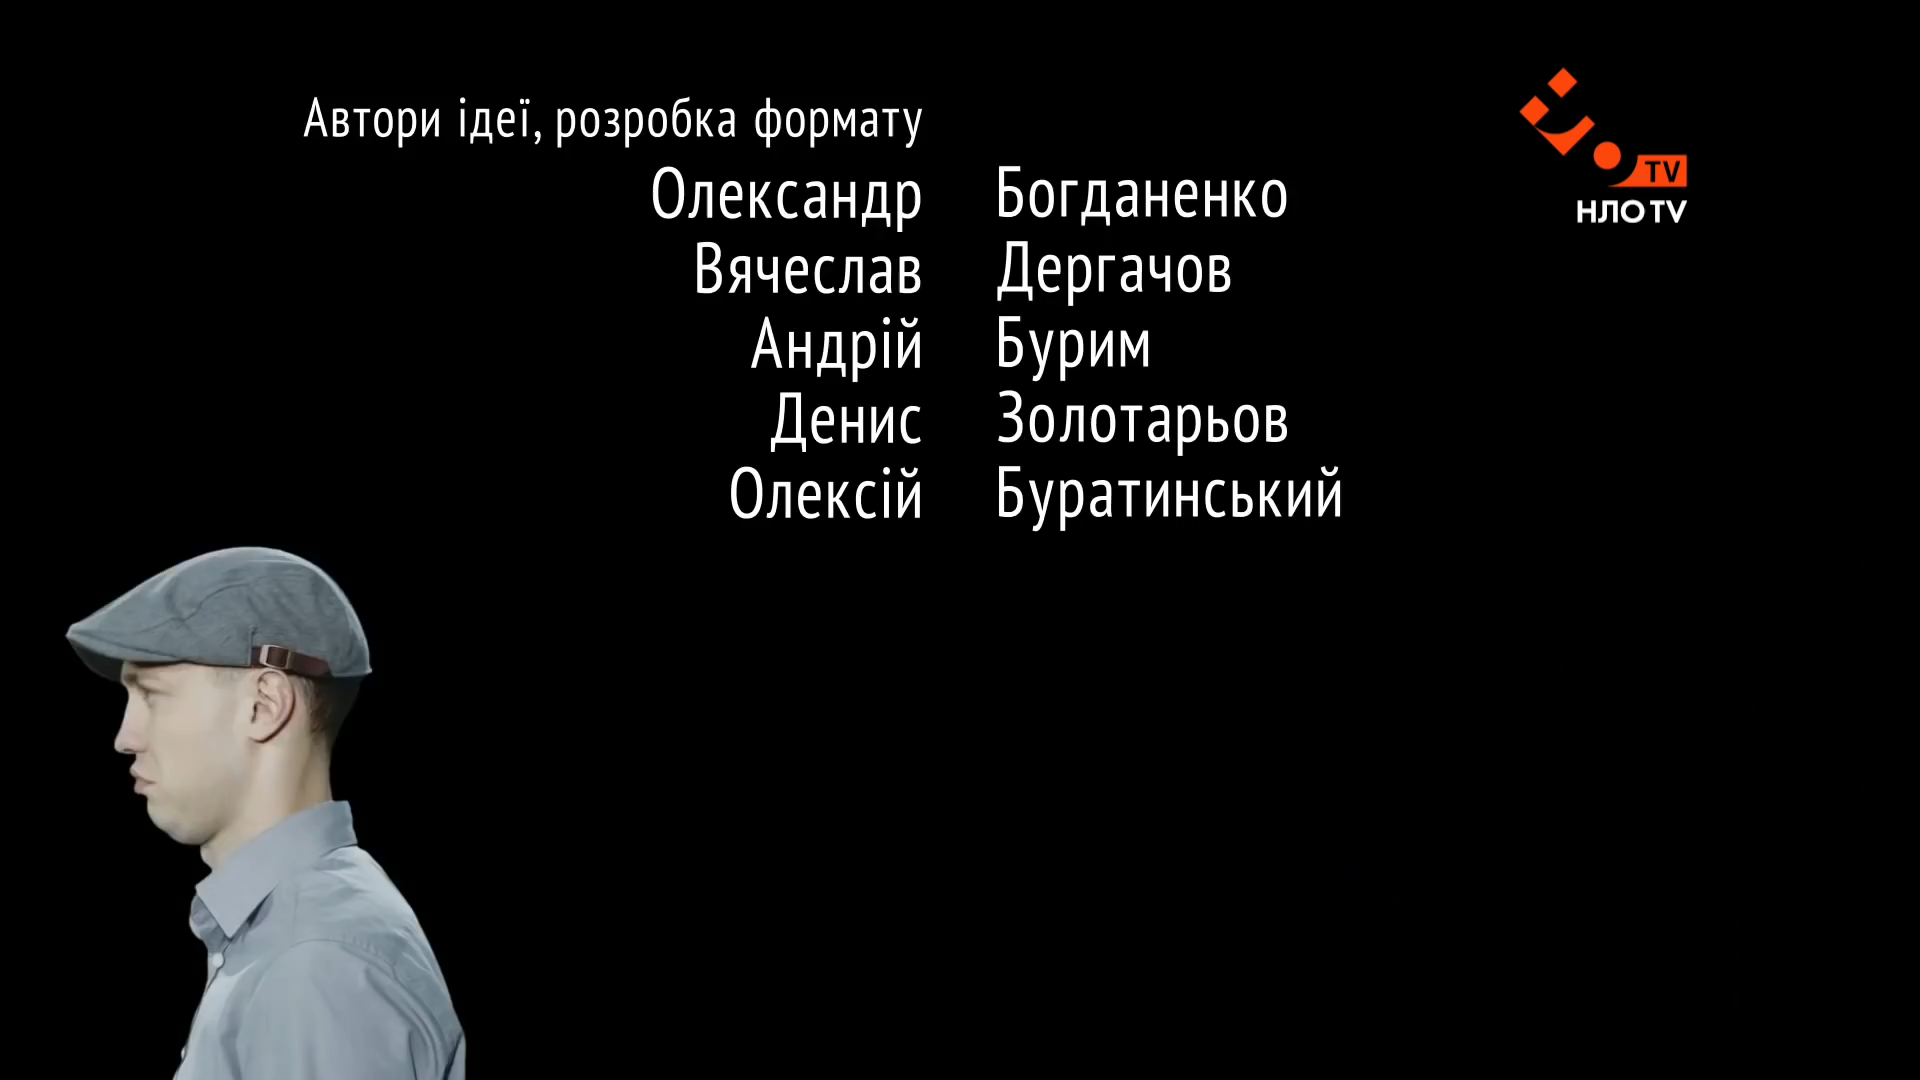 Автори ідеї, розробка формату
Олександр Богданенко
Вячеслав Дергачов
Андрій Бурим
Денис Золотарьов
Олексій Буратинський
TV
НЛО TV